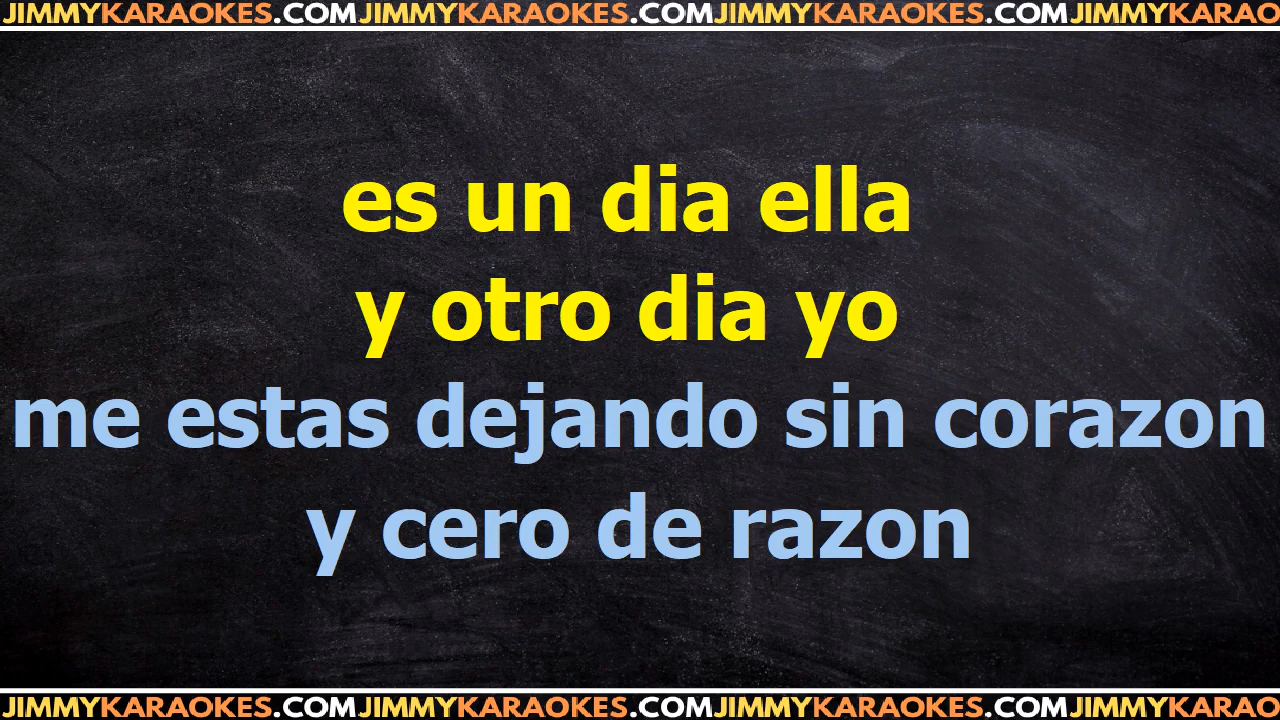 JIMMYKARAOKES.COMJIMMYKARAOKES.COMJIMMYKARAOKES.COMJIMMYKARAO
es un dia ella
y otro dia yo
me estas dejando sin corazon
y cero de razon
JIMMYKARAOKES.COMJIMMYKARAOKES.COMJIMMYKARAOKES.COMJIMMYKARAO